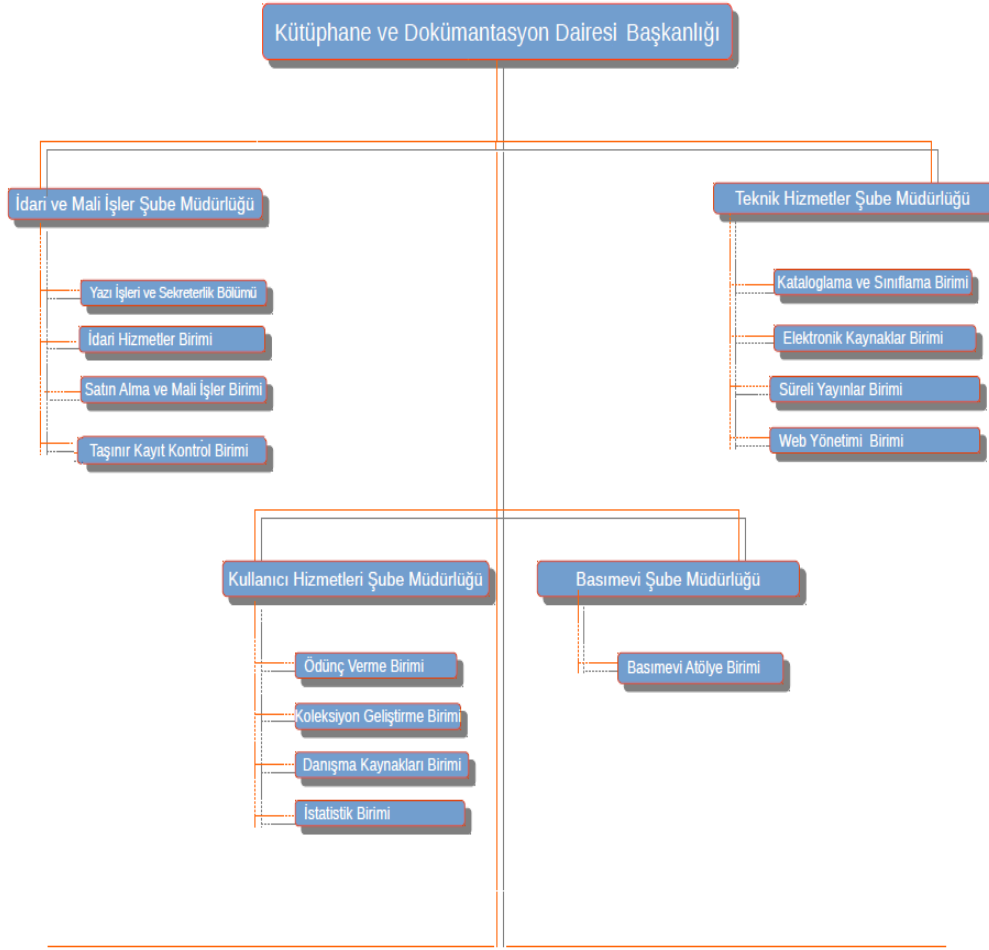 Kütüphane ve Dokümantasyon Dairesi Başkanlığı
İdari ve Mali İşler Şube Müdürlüğü
Yazı İşleri ve Sekreterlik Bölümü
İdari Hizmetler Birimi
Satın Alma ve Mali İşler Birimi
Taşınır Kayıt Kontrol Birimi
Teknik Hizmetler Şube Müdürlüğü
Kataloglama ve Sınıflama Birimi
Elektronik Kaynaklar Birimi
Süreli Yayınlar Birimi
Web Yönetimi Birimi
Kullanıcı Hizmetleri Şube Müdürlüğü
Ödünç Verme Birimi
Koleksiyon Geliştirme Birimi
Danışma Kaynakları Birimi
İstatistik Birimi
Basımevi Şube Müdürlüğü
Basımevi Atölye Birimi